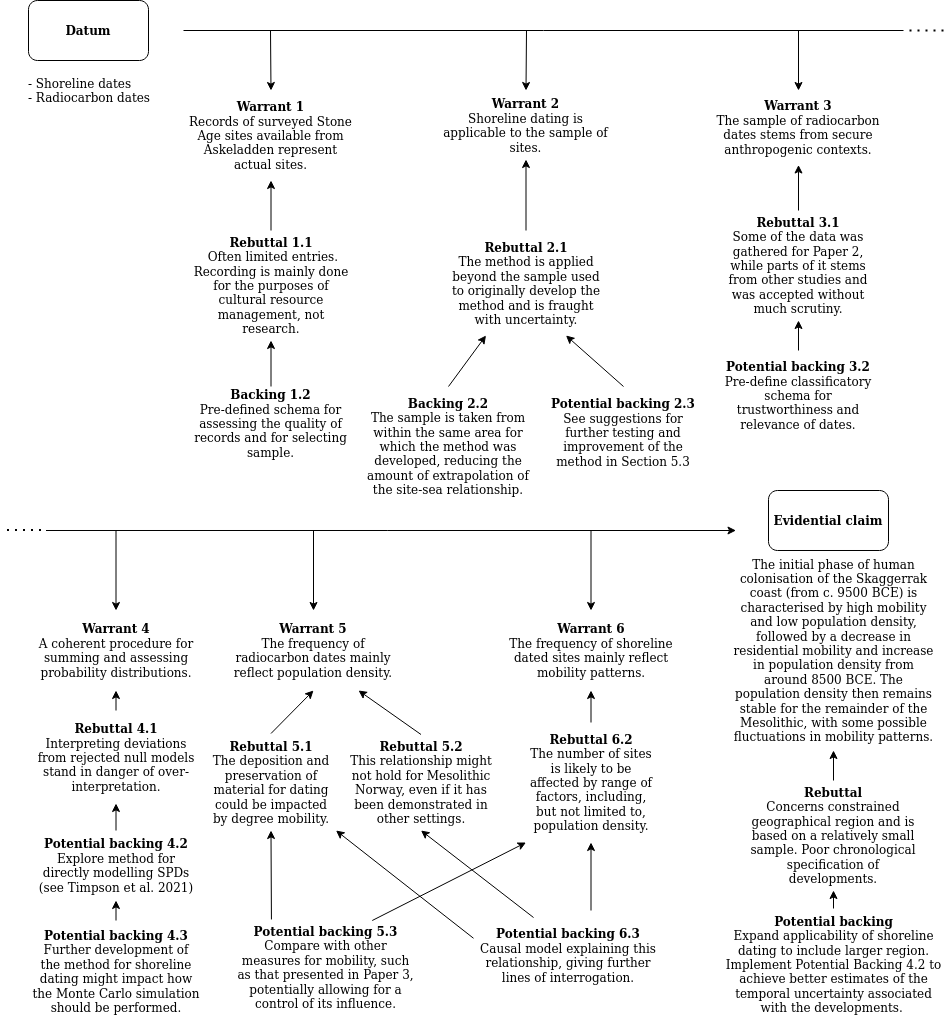 Datum
- Shoreline dates
- Radiocarbon dates
Warrant 1
Records of surveyed Stone
Age sites available from
Askeladden represent
actual sites.
Rebuttal 1.1
Often limited entries.
Recording is mainly done
for the purposes of
cultural resource
management, not
research.
Backing 1.2
Pre-defined schema for
assessing the quality of
records and for selecting
sample.
Warrant 2
Shoreline dating is
applicable to the sample of
sites.
Rebuttal 2.1
The method is applied
beyond the sample used
to originally develop the
method and is fraught
with uncertainty.
Backing 2.2
The sample is taken from
within the same area for
which the method was
developed, reducing the
amount of extrapolation of
the site-sea relationship.
Potential backing 2.3
See suggestions for
further testing and
improvement of the
method in Section 5.3
Warrant 3
The sample of radiocarbon
dates stems from secure
anthropogenic contexts.
Rebuttal 3.1
Some of the data was
gathered for Paper 2,
while parts of it stems
from other studies and
was accepted without
much scrutiny.
Potential backing 3.2
Pre-define classificatory
schema for
trustworthiness and
relevance of dates.
Warrant 4
A coherent procedure for
summing and assessing
probability distributions.
Rebuttal 4.1
Interpreting deviations
from rejected null models
stand in danger of over-
interpretation.
Potential backing 4.2
Explore method for
directly modelling SPDs
(see Timpson et al. 2021)
Potential backing 4.3
Further development of
the method for shoreline
dating might impact how
the Monte Carlo simulation
should be performed.
Warrant 5
The frequency of
radiocarbon dates mainly
reflect population density.
Rebuttal 5.1
The deposition and
preservation of
material for dating
could be impacted
by degree mobility.
Rebuttal 5.2
This relationship might
not hold for Mesolithic
Norway, even if it has
been demonstrated in
other settings.
Potential backing 5.3
Compare with other
measures for mobility, such
as that presented in Paper 3,
potentially allowing for a
control of its influence.
Warrant 6
The frequency of shoreline
dated sites mainly reflect
mobility patterns.
Rebuttal 6.2
The number of sites
is likely to be
affected by range of
factors, including,
but not limited to,
population density.
Potential backing 6.3
Causal model explaining this
relationship, giving further
lines of interrogation.
Evidential claim
The initial phase of human
colonisation of the Skaggerrak
coast (from c. 9500 BCE) is
characterised by high mobility
and low population density,
followed by a decrease in
residential mobility and increase
in population density from
around 8500 BCE. The
population density then remains
stable for the remainder of the
Mesolithic, with some possible
fluctuations in mobility patterns.
Rebuttal
Concerns constrained
geographical region and is
based on a relatively small
sample. Poor chronological
specification of
developments.
Potential backing
Expand applicability of shoreline
dating to include larger region.
Implement Potential Backing 4.2 to
achieve better estimates of the
temporal uncertainty associated
with the developments.